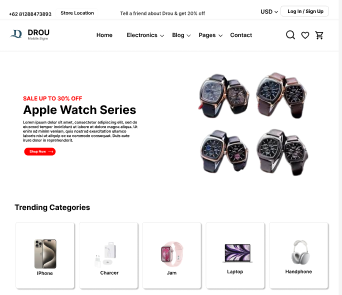 +62 81288473893 Store Location Tell a friend about Drou & get 20% off USD Log In / Sign Up
DROU Home Electronics Blog Pages Contact
SALE UP TO 30% OFF
Apple Watch Series
Lorem ipsum dolor sit amet, consectetur adipiscing elit, sed do
eiusmod tempor incididunt ut labore et dolore magna aliqua. Ut
enim ad minim veniam, quis nostrud exercitation ullamco
laboris nisi ut aliquip ex ea commodo consequat. Duis aute
irure dolor in reprehenderit.
Shop Now
Trending Categories
IPhone Charcer Jam Laptop Handphone